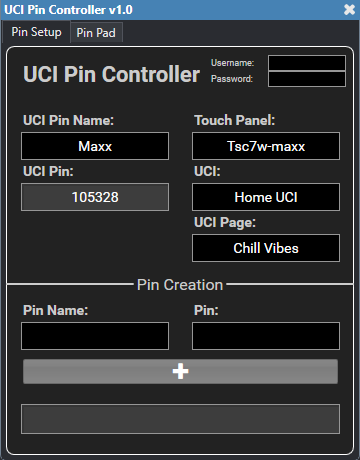 UCI Pin Controller v1.0
Pin Setup
Pin Pad
UCI Pin Controller
Username:
Password:
UCI Pin Name:
Touch Panel:
Maxx
Tsc7w-maxx
UCI Pin:
UCI:
105328
Home UCI
UCI Page:
Chill Vibes
Pin Creation
Pin Name:
Pin: